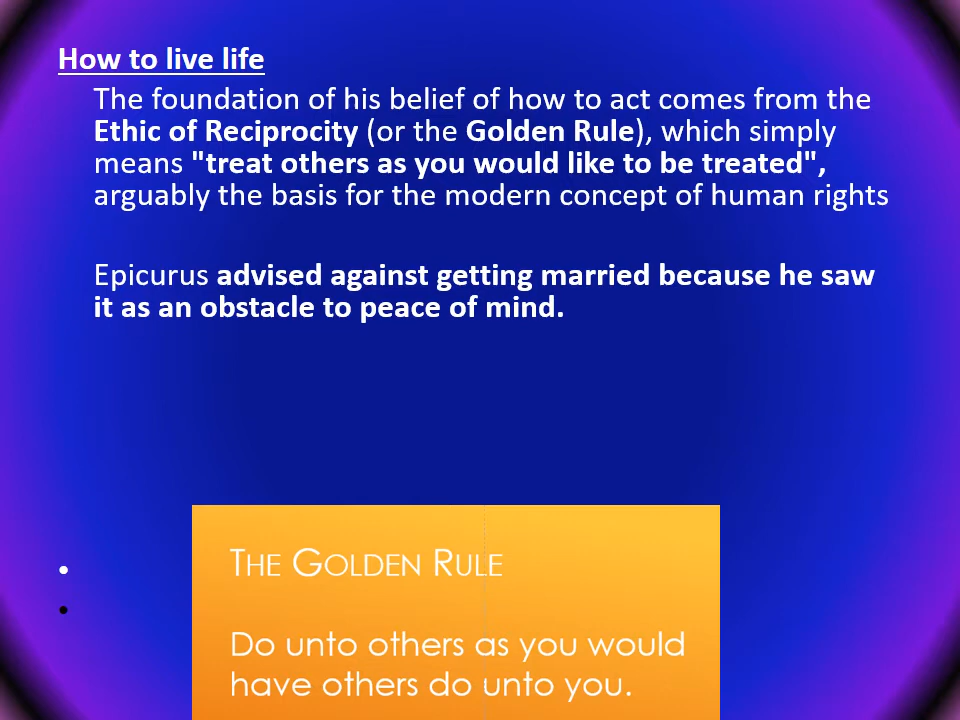 How to live life
The foundation of his belief of how to act comes from the
Ethic of Reciprocity (or the Golden Rule), which simply
means "treat others as you would like to be treated",
arguably the basis for the modern concept of human rights
Epicurus advised against getting married because he saw
it as an obstacle to peace of mind.
THE GOLDEN RULE
Do unto others as you would
have others do unto you.